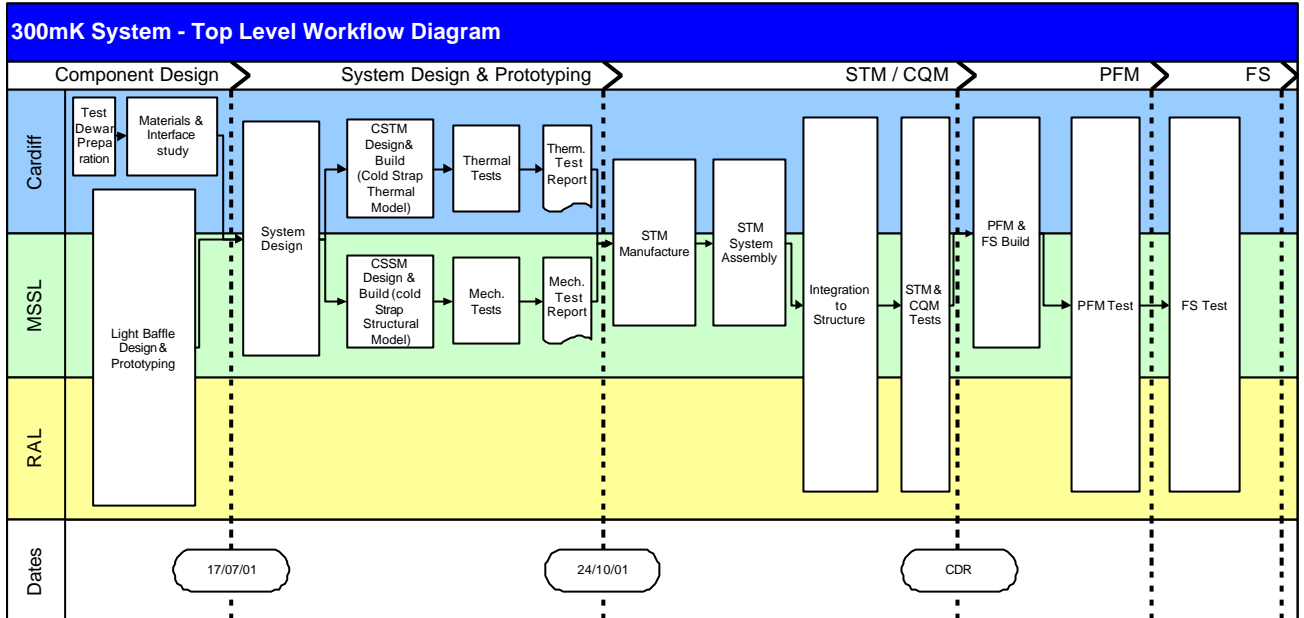 300mK System - Top Level Workflow Diagram
Component Design
System Design & Prototyping
STM / CQM
PFM
FS
Cardiff
Test
Dewar
Prepa
ration
Materials &
Interface
study
System
Design
CSTM
Design&
Build
(Cold Strap
Thermal
Model)
Thermal
Tests
Therm.
Test
Report
STM
Manufacture
STM
System
Assembly
PFM &
FS Build
MSSL
Light Baffle
Design &
Prototyping
CSSM
Design &
Build (cold
Strap
Structural
Model)
Mech.
Tests
Mech.
Test
Report
Integration
to
Structure
STM &
CQM
Tests
PFM Test
FS Test
RAL
Dates
17/07/01
24/10/01
CDR